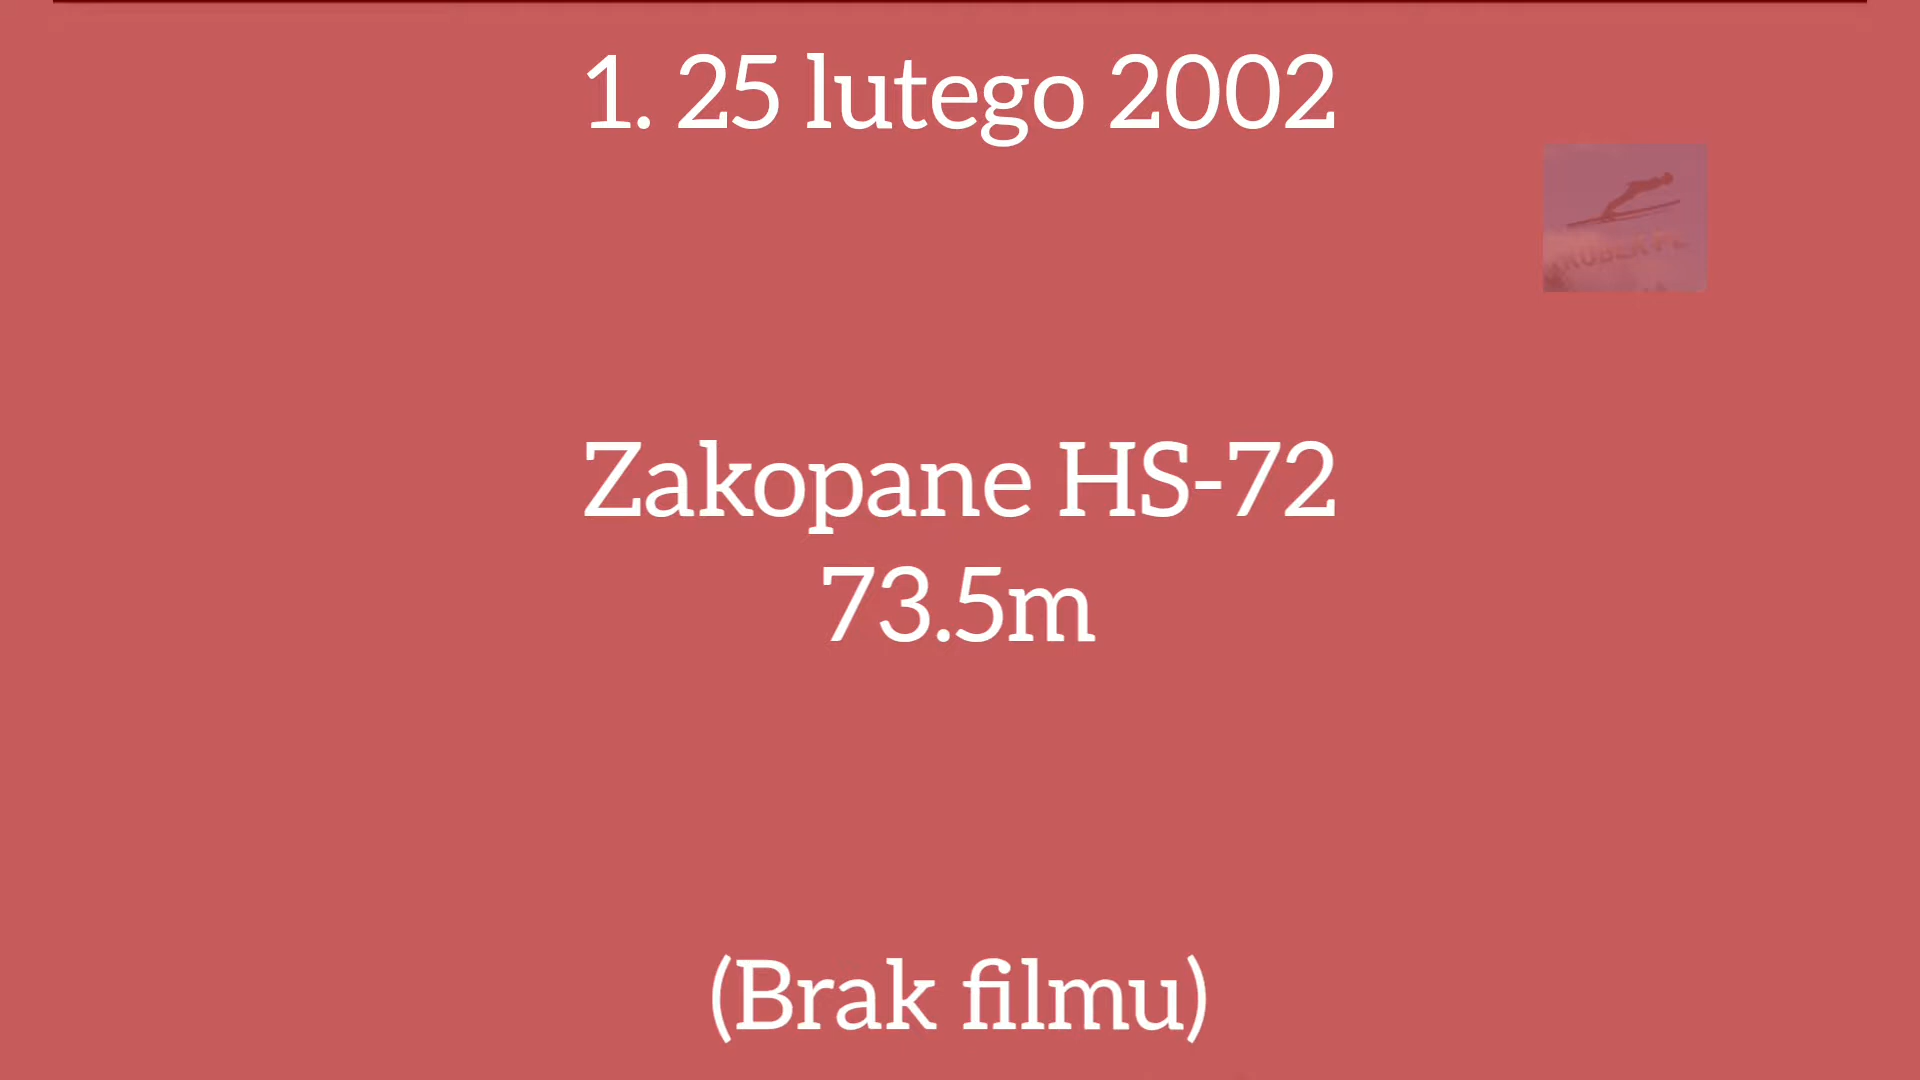 1. 25 lutego 2002
Zakopane HS-72
73.5m
(Brak filmu)